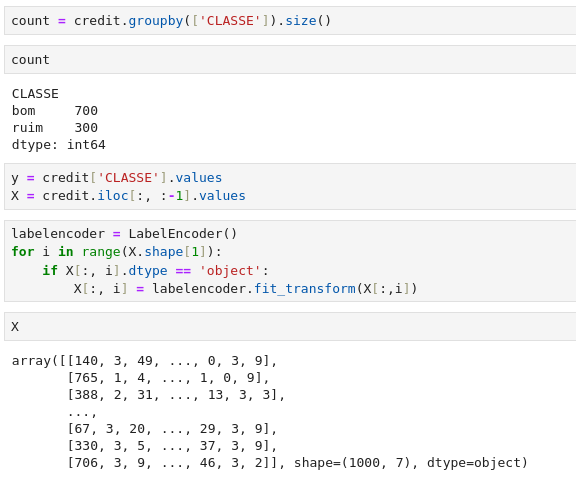 count = credit.groupby(['CLASSE']).size()
count
CLASSE
bom     700
ruim    300
dtype: int64
y = credit['CLASSE'].values
X = credit.iloc[:, :-1].values
labelencoder = LabelEncoder()
for i in range(X.shape[1]):
    if X[:, i].dtype == 'object':
        X[:, i] = labelencoder.fit_transform(X[:,i])
X
array([[140, 3, 49, ..., 0, 3, 9],
       [765, 1, 4, ..., 1, 0, 9],
       [388, 2, 31, ..., 13, 3, 3],
       ...,
       [67, 3, 20, ..., 29, 3, 9],
       [330, 3, 5, ..., 37, 3, 9],
       [706, 3, 9, ..., 46, 3, 2]], shape=(1000, 7), dtype=object)